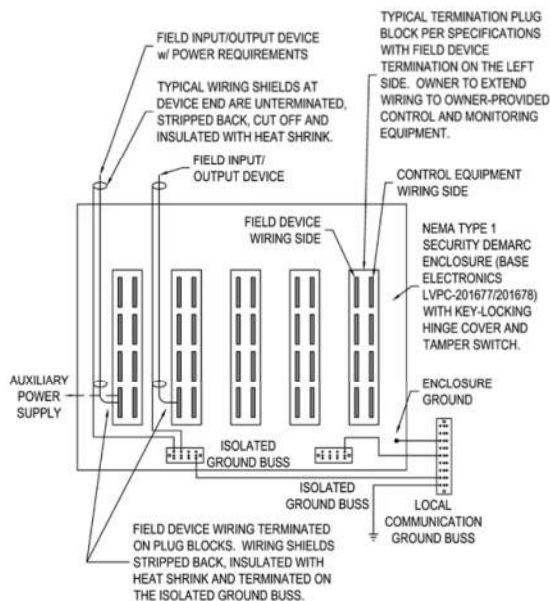 FIELD INPUT/OUTPUT DEVICE
w/ POWER REQUIREMENTS
TYPICAL WIRING SHIELDS AT
DEVICE END ARE UNTERMINATED,
STRIPPED BACK, CUT OFF AND
INSULATED WITH HEAT SHRINK.
FIELD INPUT/
OUTPUT DEVICE
TYPICAL TERMINATION PLUG
BLOCK PER SPECIFICATIONS
WITH FIELD DEVICE
TERMINATION ON THE LEFT
SIDE. OWNER TO EXTEND
WIRING TO OWNER-PROVIDED
CONTROL AND MONITORING
EQUIPMENT.
CONTROL EQUIPMENT
WIRING SIDE
FIELD DEVICE
WIRING SIDE
NEMA TYPE 1
SECURITY DEMARC
ENCLOSURE (BASE
ELECTRONICS
LVPC-201677/201678)
WITH KEY-LOCKING
HINGE COVER AND
TAMPER SWITCH.
AUXILIARY
POWER
SUPPLY
ENCLOSURE
GROUND
ISOLATED
GROUND BUSS
ISOLATED
GROUND BUSS
LOCAL
COMMUNICATION
GROUND BUSS
FIELD DEVICE WIRING TERMINATED
ON PLUG BLOCKS. WIRING SHIELDS
STRIPPED BACK, INSULATED WITH
HEAT SHRINK AND TERMINATED ON
THE ISOLATED GROUND BUSS.